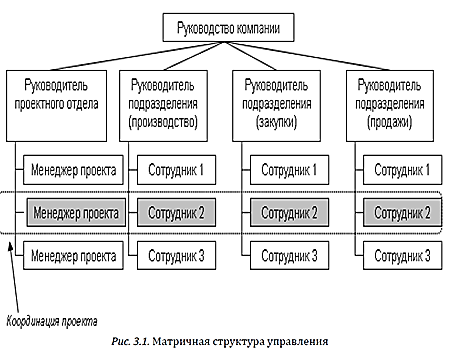 Руководство компании
Руководитель
проектного отдела
Руководитель
подразделения
(производство)
Руководитель
подразделения
(закупки)
Руководитель
подразделения
(продажи)
Менеджер проекта
Сотрудник 1
Сотрудник 1
Сотрудник 1
Менеджер проекта
Сотрудник 2
Сотрудник 2
Сотрудник 2
Менеджер проекта
Сотрудник 3
Сотрудник 3
Сотрудник 3
Координация проекта
Рис. 3.1. Матричная структура управления